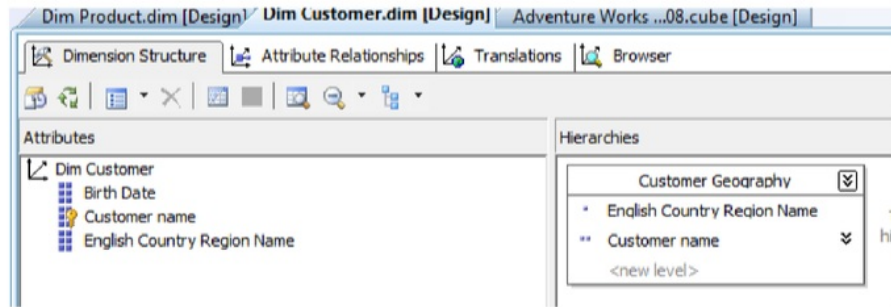 Dim Product.dim [Design] Dim Customer.dim [Design] Adventure Works ...08.cube [Design]
Dimension Structure Attribute Relationships Translations Browser
Attributes
Dim Customer
Birth Date
Customer name
English Country Region Name
Hierarchies
Customer Geography
English Country Region Name
Customer name
<new level>